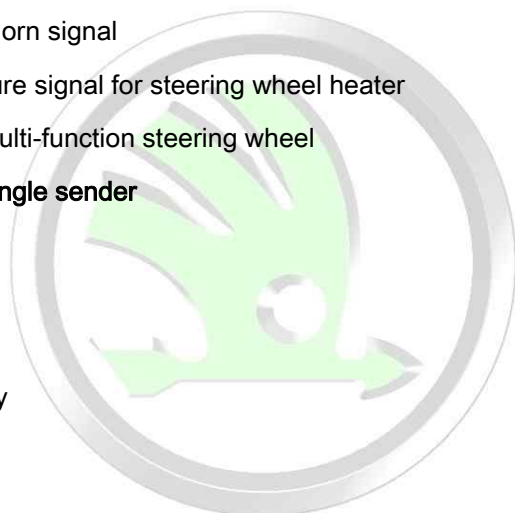 orn signal
ure signal for steering wheel heater
ulti-function steering wheel
ngle sender
y